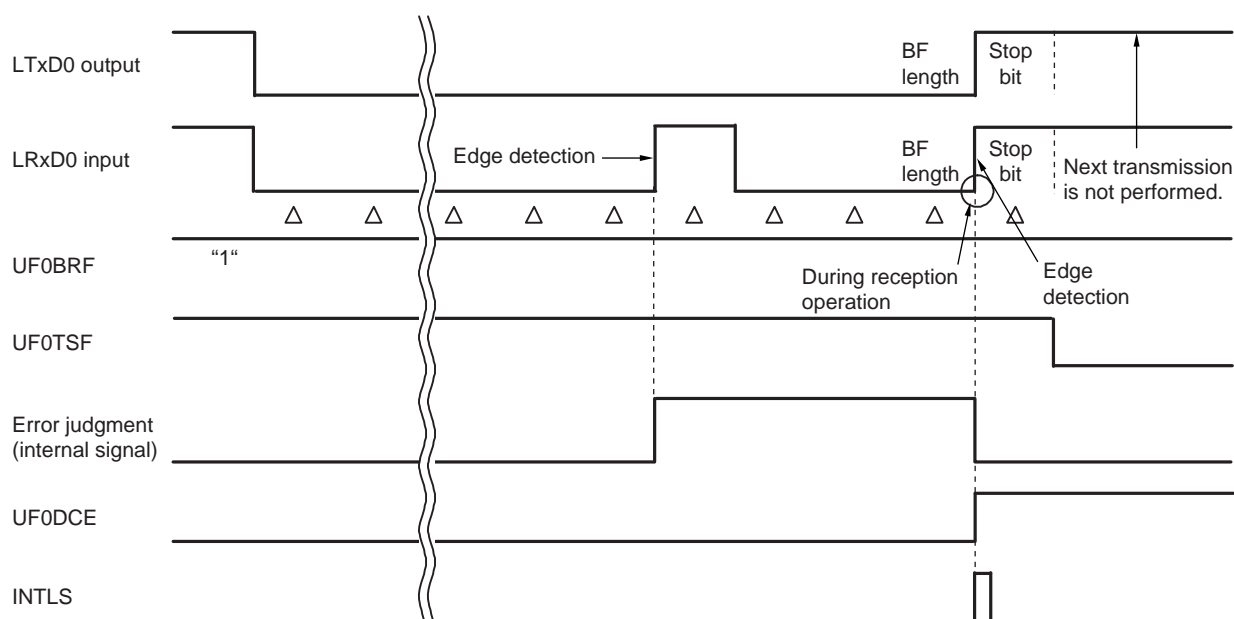 LTxD0 output
BF
length
Stop
bit
LRxD0 input
Edge detection
BF
length
Stop
bit
Next transmission
is not performed.
UF0BRF
“1“
During reception
operation
Edge
detection
UF0TSF
Error judgment
(internal signal)
UF0DCE
INTLS